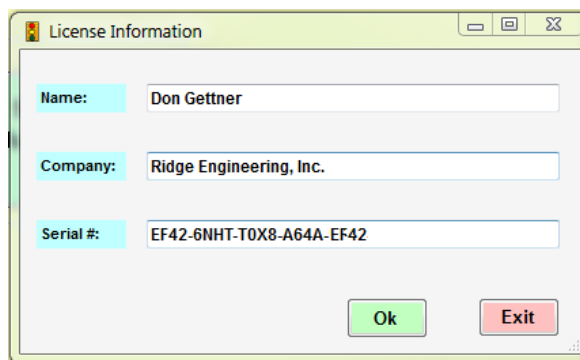 License Information
Name: Don Gettner
Company: Ridge Engineering, Inc.
Serial #: EF42-6NHT-T0X8-A64A-EF42
Ok Exit